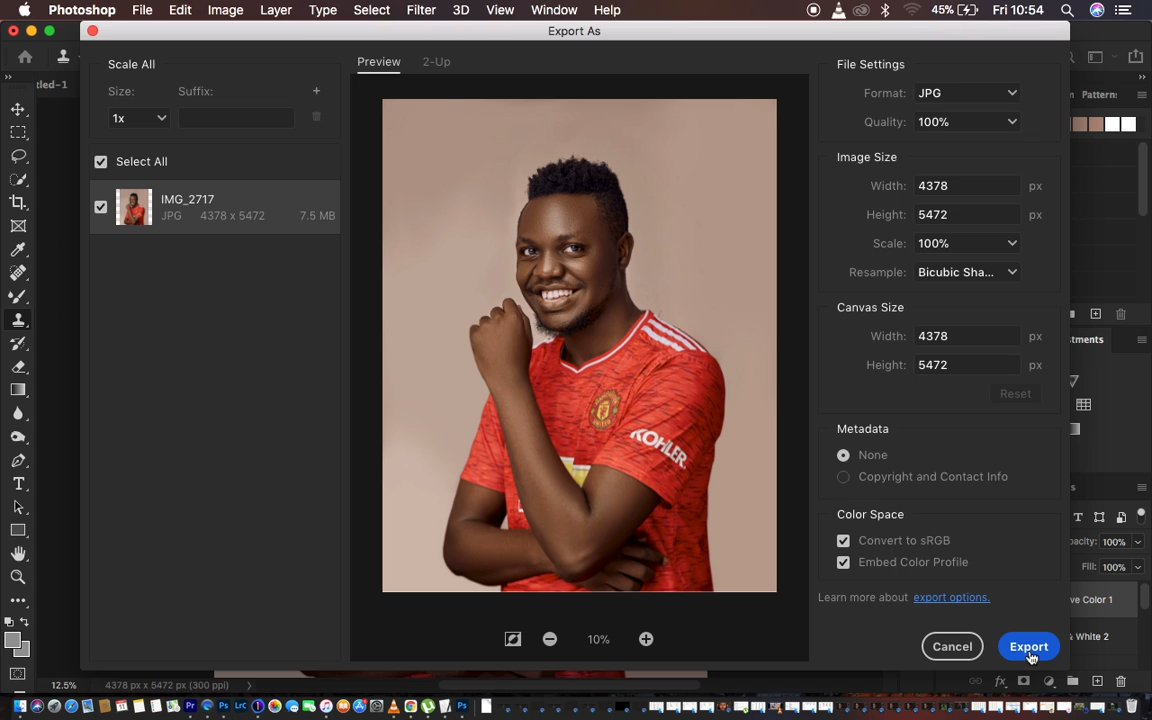 Photoshop File Edit Image Layer Type Select Filter 3D View Window Help 45% Fri 10:54
Export As
Scale All
Size: Suffix:
1x
Select All
IMG_2717
JPG 4378 x 5472 7.5 MB
Preview 2-Up
KOHLER
10%
File Settings
Format: JPG
Quality: 100%
Image Size
Width: 4378 px
Height: 5472 px
Scale: 100%
Resample: Bicubic Sha...
Canvas Size
Width: 4378 px
Height: 5472 px
Reset
Metadata
None
Copyright and Contact Info
Color Space
Convert to sRGB
Embed Color Profile
Learn more about export options.
Cancel Export
tled-1
Patterns
tments
pacity: 100%
Fill: 100%
ve Color 1
& White 2
12.5% 4378 px x 5472 px (300 ppi)